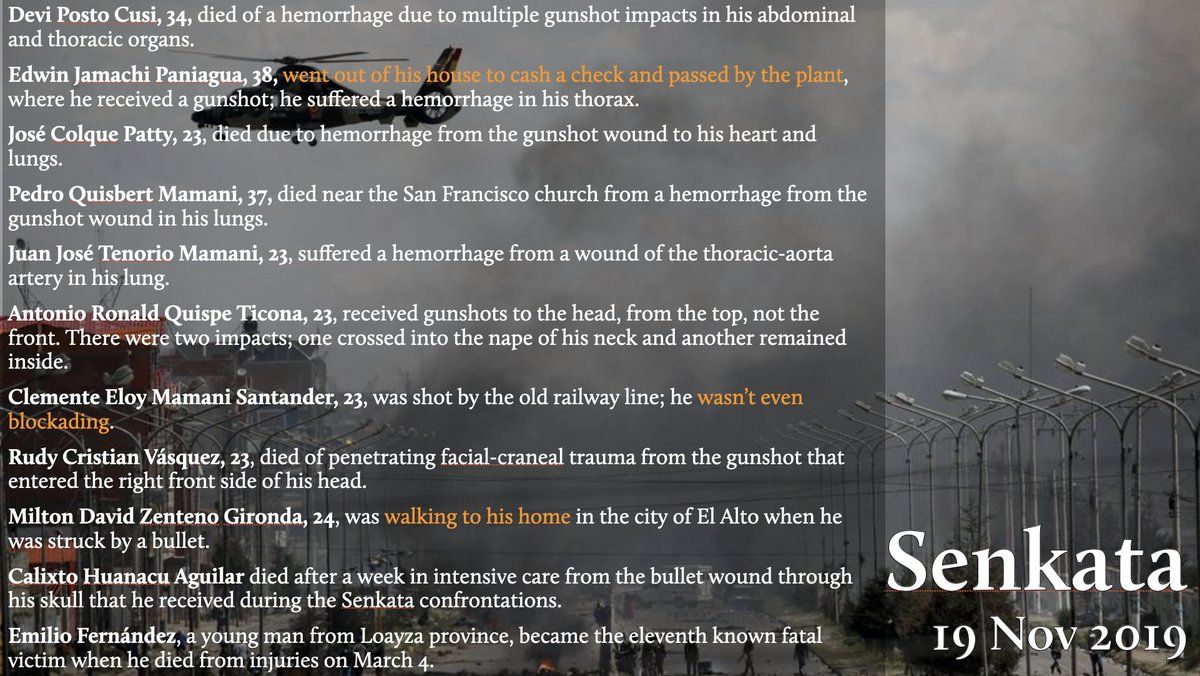 Devi Posto Cusi, 34, died of a hemorrhage due to multiple gunshot impacts in his abdominal
and thoracic organs.
Edwin Jamachi Paniagua, 38, went out of his house to cash a check and passed by the plant,
where he received a gunshot; he suffered a hemorrhage in his thorax.
José Colque Patty, 23, died due to hemorrhage from the gunshot wound to his heart and
lungs.
Pedro Quisbert Mamani, 37, died near the San Francisco church from a hemorrhage from the
gunshot wound in his lungs.
Juan José Tenorio Mamani, 23, suffered a hemorrhage from a wound of the thoracic-aorta
artery in his lung.
Antonio Ronald Quispe Ticona, 23, received gunshots to the head, from the top, not the
front. There were two impacts; one crossed into the nape of his neck and another remained
inside.
Clemente Eloy Mamani Santander, 23, was shot by the old railway line; he wasn’t even
blockading.
Rudy Cristian Vásquez, 23, died of penetrating facial-craneal trauma from the gunshot that
entered the right front side of his head.
Milton David Zenteno Gironda, 24, was walking to his home in the city of El Alto when he
was struck by a bullet.
Calixto Huanacu Aguilar died after a week in intensive care from the bullet wound through
his skull that he received during the Senkata confrontations.
Emilio Fernández, a young man from Loayza province, became the eleventh known fatal
victim when he died from injuries on March 4.
Senkata
19 Nov 2019